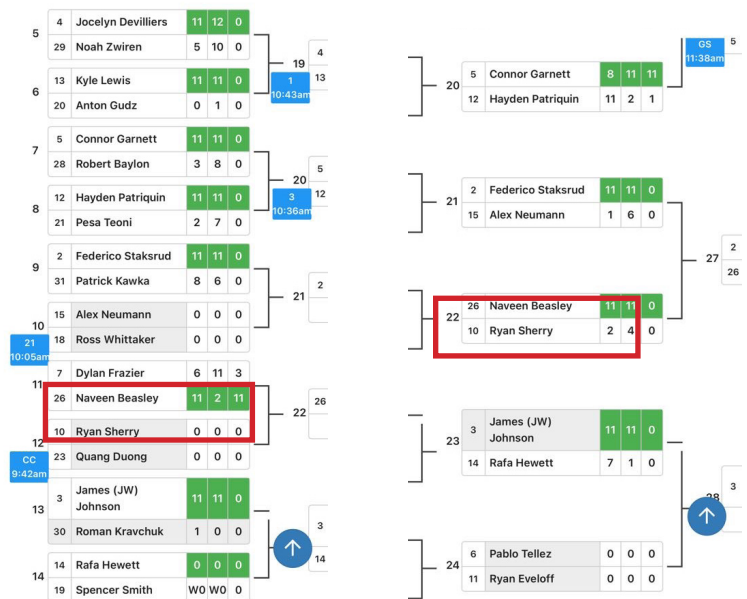 5
4 Jocelyn Devilliers 11 12 0
29 Noah Zwiren 5 10 0
19
4
13
1
10:43am
6
13 Kyle Lewis 11 11 0
20 Anton Gudz 0 1 0
7
5 Connor Garnett 11 11 0
28 Robert Baylon 3 8 0
20
5
12
3
10:36am
8
12 Hayden Patriquin 11 11 0
21 Pesa Teoni 2 7 0
9
2 Federico Staksrud 11 11 0
31 Patrick Kawka 8 6 0
21
2
10
15 Alex Neumann 0 0 0
18 Ross Whittaker 0 0 0
21
10:05am
11
7 Dylan Frazier 6 11 3
26 Naveen Beasley 11 2 11
22
26
12
10 Ryan Sherry 0 0 0
23 Quang Duong 0 0 0
CC
9:42am
13
3 James (JW)
Johnson 11 11 0
30 Roman Kravchuk 1 0 0
3
14
14
14 Rafa Hewett 0 0 0
19 Spencer Smith W0 W0 0
GS
11:38am
5
20
5 Connor Garnett 8 11 11
12 Hayden Patriquin 11 2 1
21
2 Federico Staksrud 11 11 0
15 Alex Neumann 1 6 0
27
2
26
22
26 Naveen Beasley 11 11 0
10 Ryan Sherry 2 4 0
23
3 James (JW)
Johnson 11 11 0
14 Rafa Hewett 7 1 0
28
3
24
6 Pablo Tellez 0 0 0
11 Ryan Eveloff 0 0 0